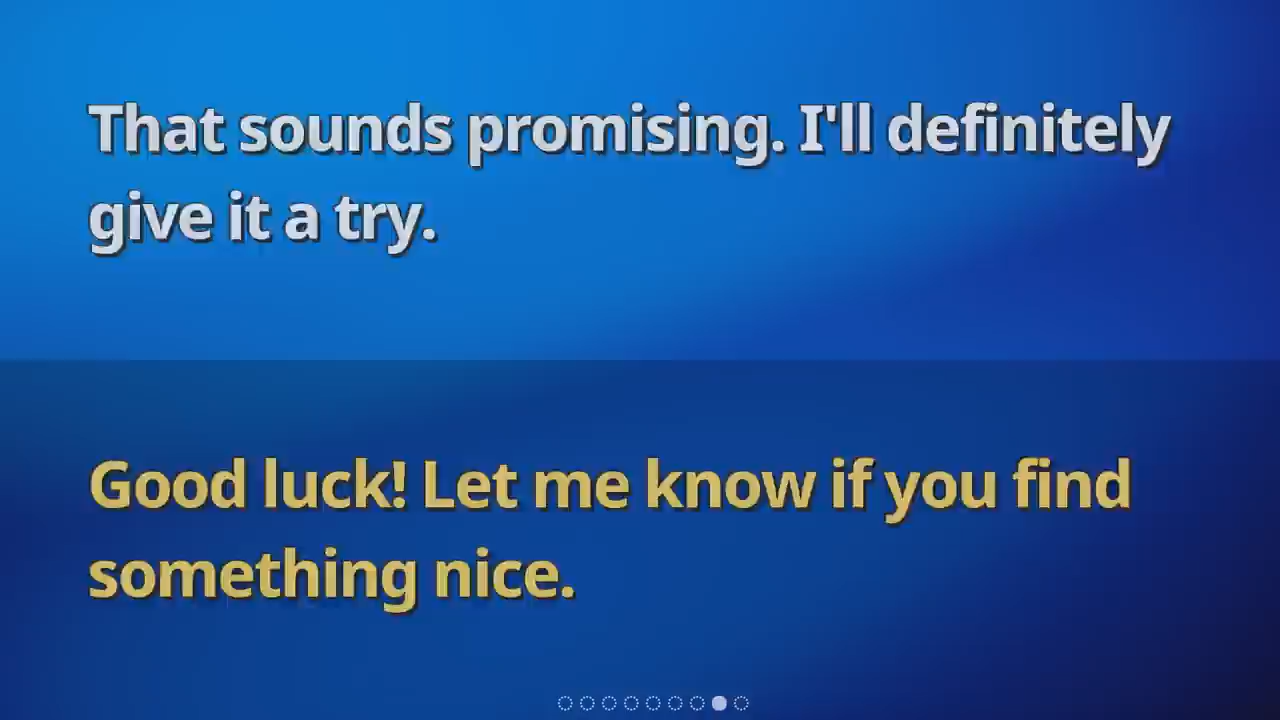 That sounds promising. I'll definitely
give it a try.
Good luck! Let me know if you find
something nice.